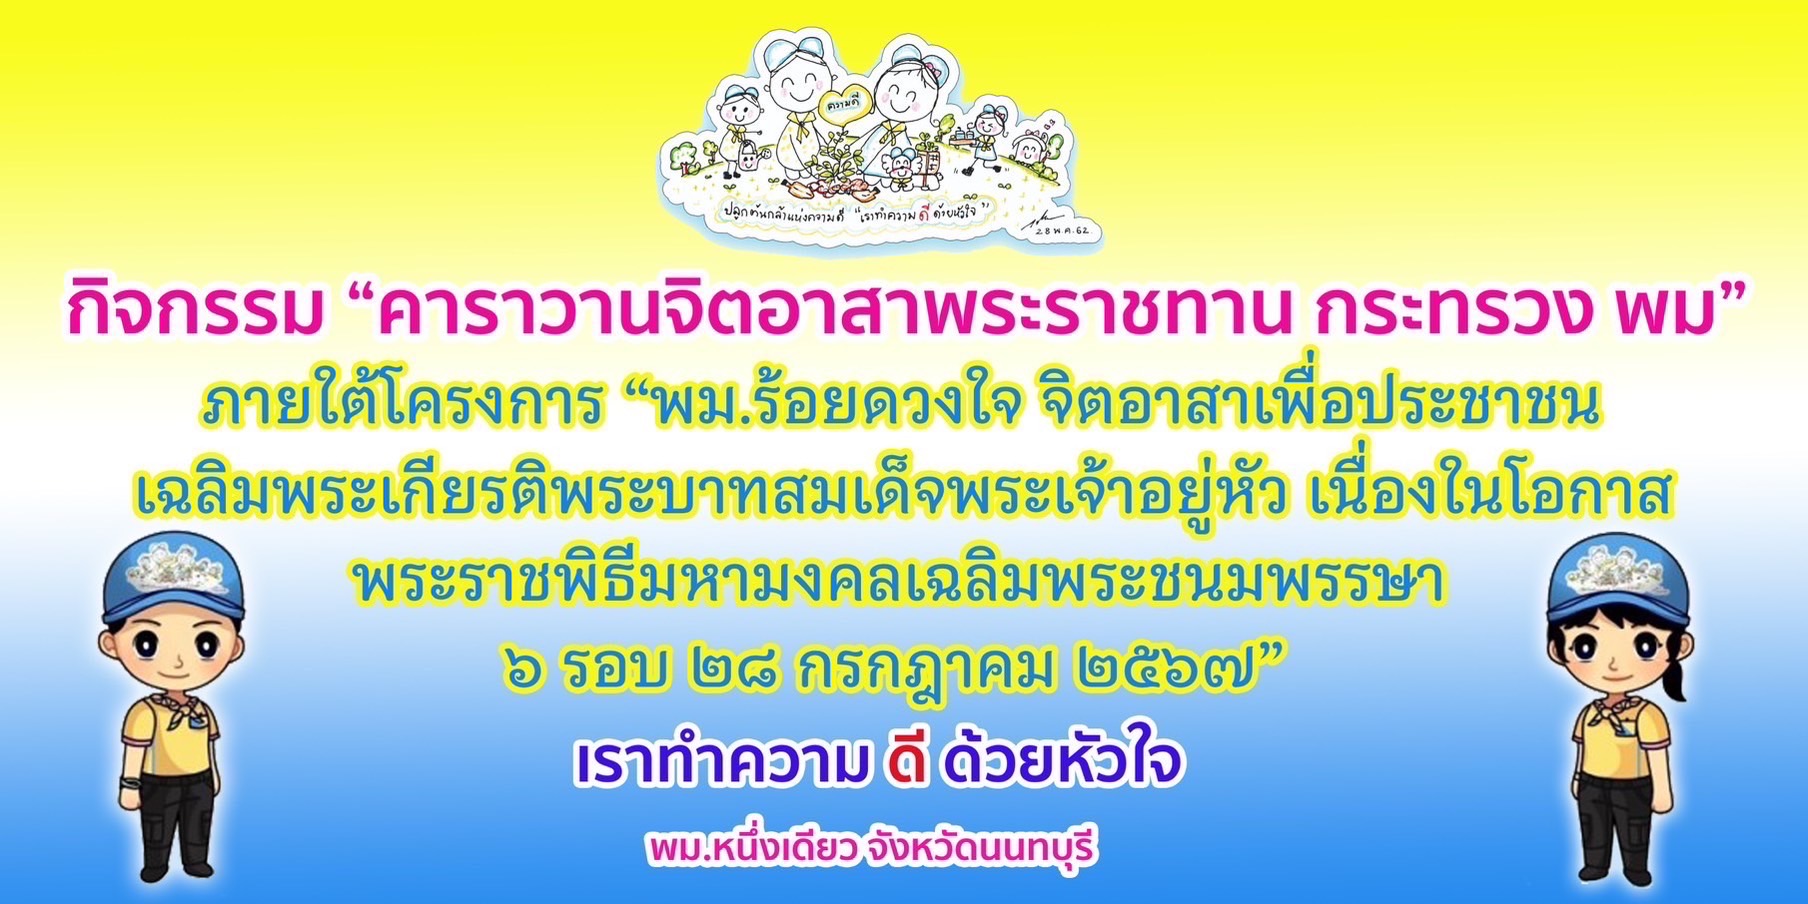 ความดี
ปลูกต้นกล้าแห่งความดี "เราทำความ ดี ด้วยหัวใจ"
28 พ.ค.62
กิจกรรม “คาราวานจิตอาสาพระราชทาน กระทรวง พม”
ภายใต้โครงการ “พม.ร้อยดวงใจ จิตอาสาเพื่อประชาชน
เฉลิมพระเกียรติพระบาทสมเด็จพระเจ้าอยู่หัว เนื่องในโอกาส
พระราชพิธีมหามงคลเฉลิมพระชนมพรรษา
๖ รอบ ๒๘ กรกฎาคม ๒๕๖๗”
เราทำความ ดี ด้วยหัวใจ
พม.หนึ่งเดียว จังหวัดนนทบุรี